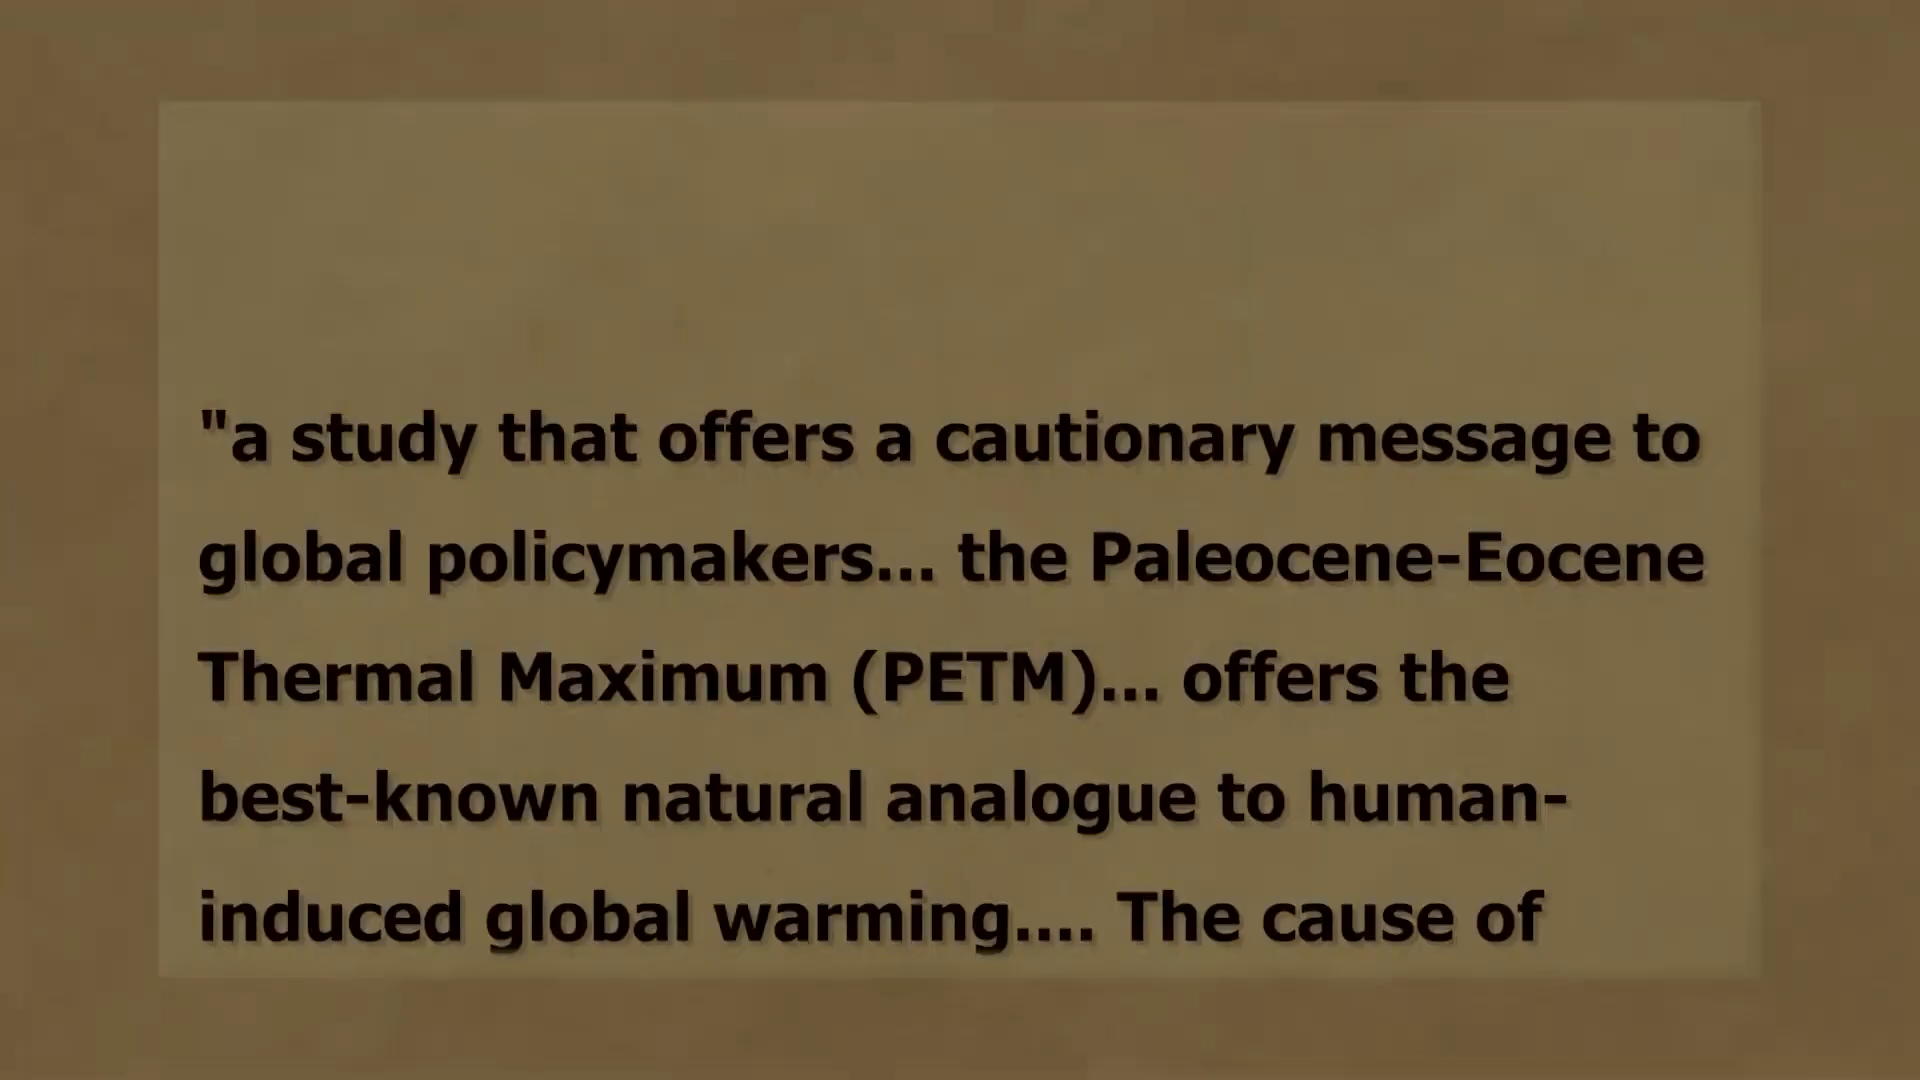 "a study that offers a cautionary message to
global policymakers... the Paleocene-Eocene
Thermal Maximum (PETM)... offers the
best-known natural analogue to human-
induced global warming.... The cause of